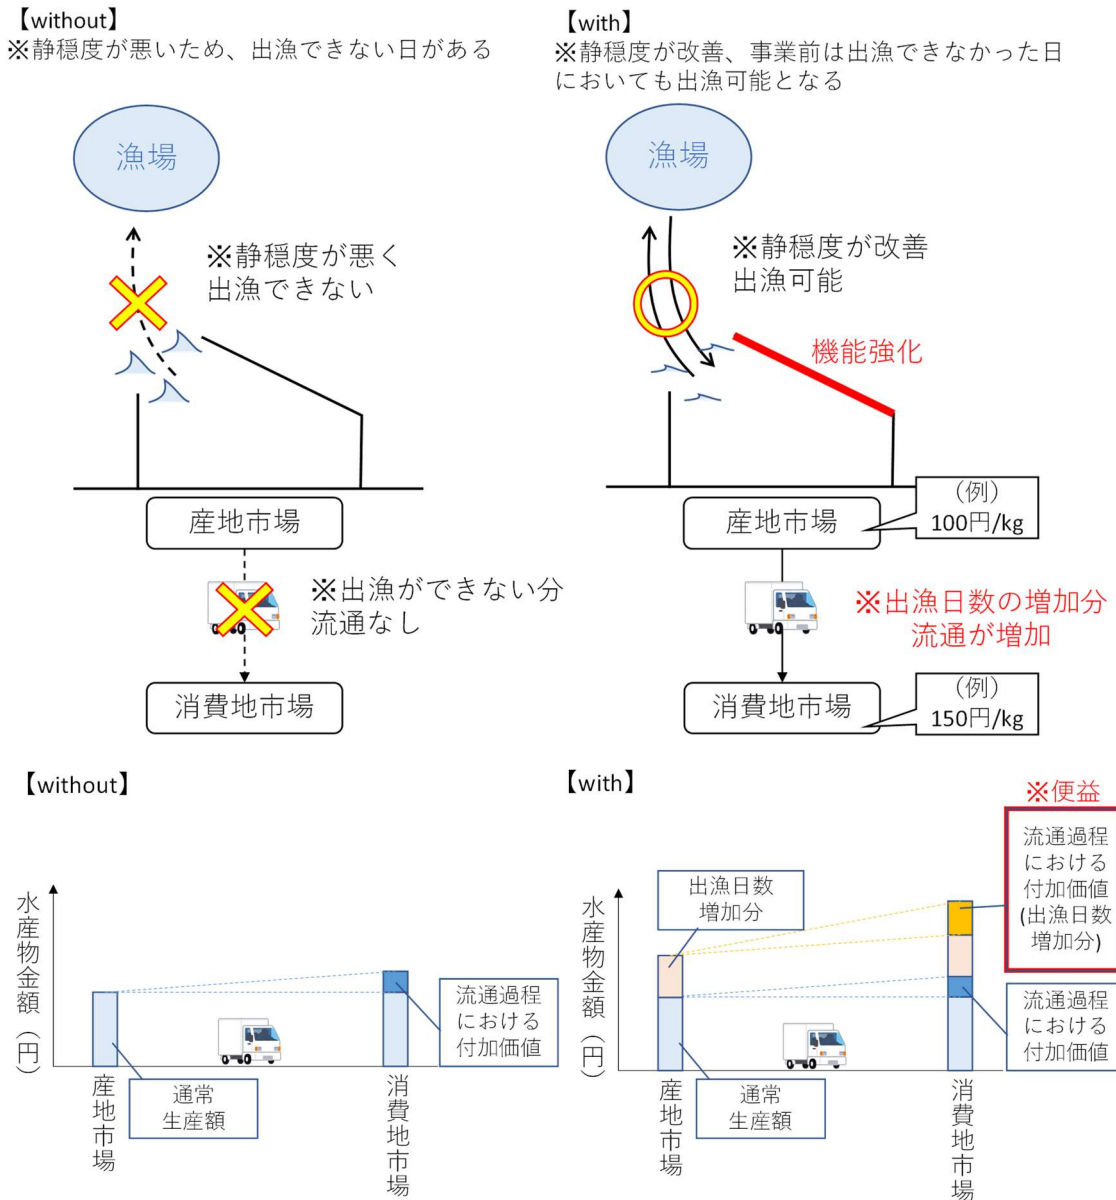 【without】
※静穏度が悪いため、出漁できない日がある
漁場
※静穏度が悪く
出漁できない
産地市場
※出漁ができない分
流通なし
消費地市場
【with】
※静穏度が改善、事業前は出漁できなかった日
においても出漁可能となる
漁場
※静穏度が改善
出漁可能
機能強化
産地市場
（例）
100円/kg
※出漁日数の増加分
流通が増加
消費地市場
（例）
150円/kg
【without】
水産物金額（円）
流通過程
における
付加価値
通常
生産額
産地市場
消費地市場
【with】
※便益
流通過程
における
付加価値
(出漁日数
増加分)
出漁日数
増加分
水産物金額（円）
流通過程
における
付加価値
通常
生産額
産地市場
消費地市場